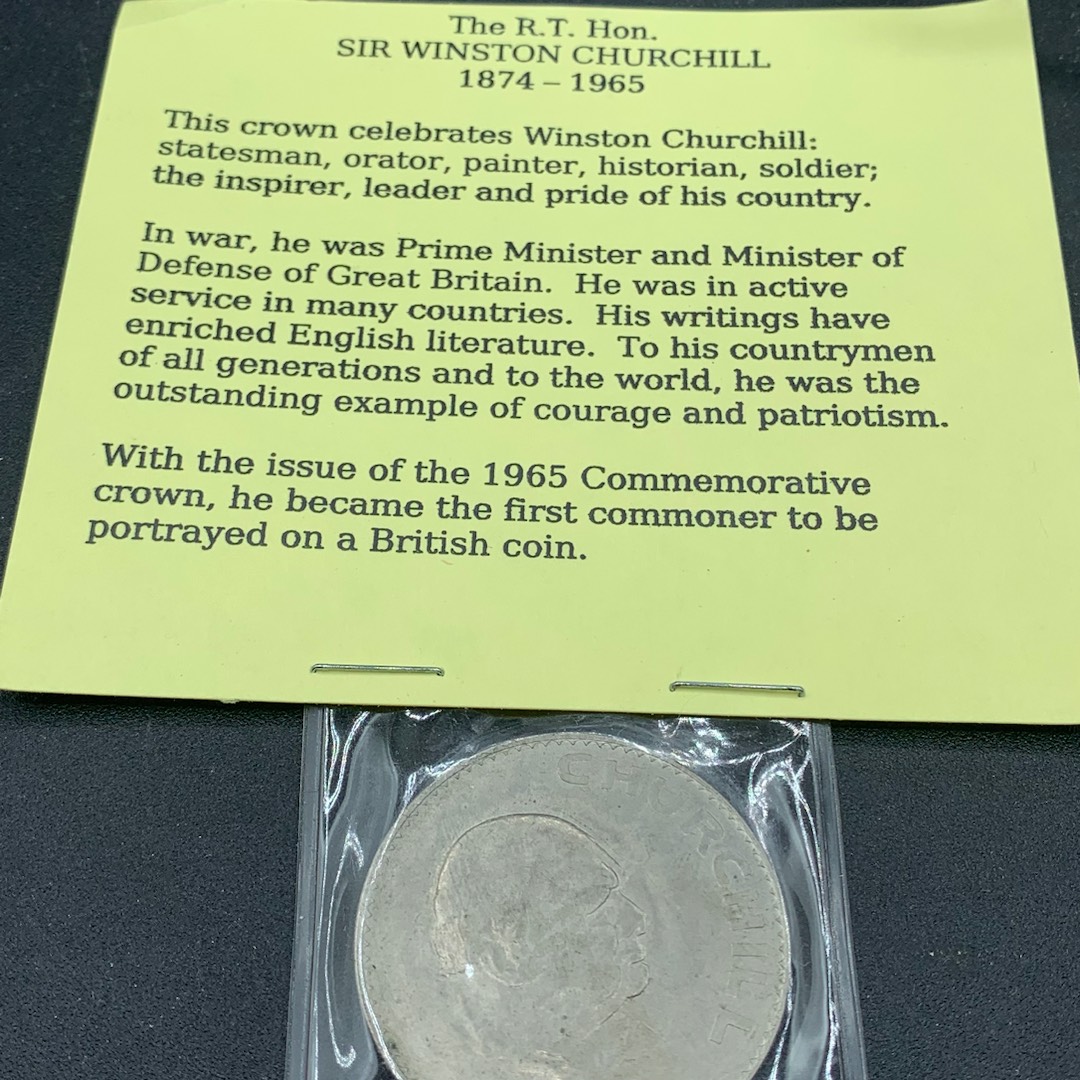 The R.T. Hon.
SIR WINSTON CHURCHILL
1874 – 1965
This crown celebrates Winston Churchill:
statesman, orator, painter, historian, soldier;
the inspirer, leader and pride of his country.
In war, he was Prime Minister and Minister of
Defense of Great Britain. He was in active
service in many countries. His writings have
enriched English literature. To his countrymen
of all generations and to the world, he was the
outstanding example of courage and patriotism.
With the issue of the 1965 Commemorative
crown, he became the first commoner to be
portrayed on a British coin.
CHURCHILL